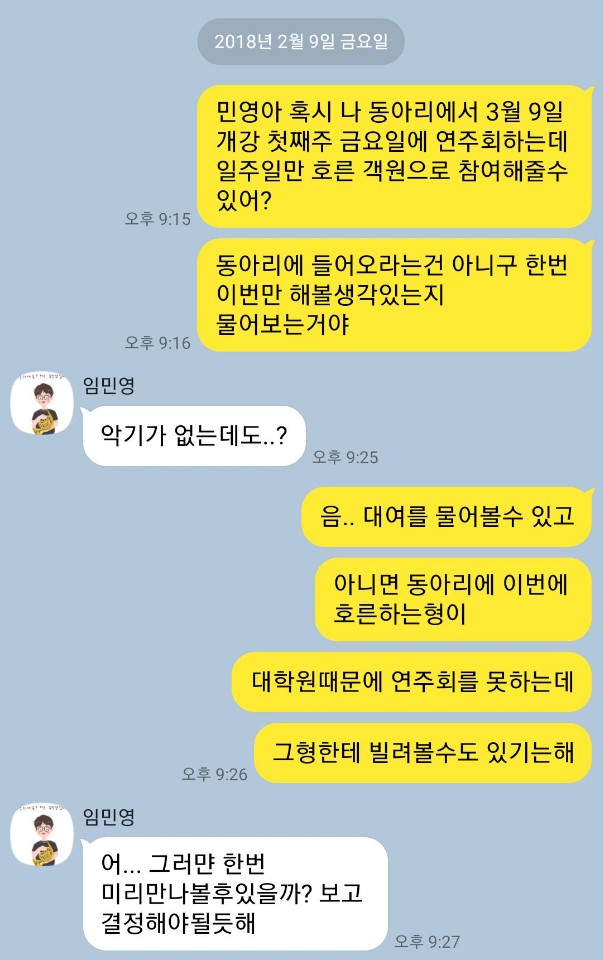 2018년 2월 9일 금요일
민영아 혹시 나 동아리에서 3월 9일
개강 첫째주 금요일에 연주회하는데
일주일만 호른 객원으로 참여해줄수
있어?
오후 9:15
동아리에 들어오라는건 아니구 한번
이번만 해볼생각있는지
물어보는거야
오후 9:16
임민영
악기가 없는데도..?
오후 9:25
음.. 대여를 물어볼수 있고
아니면 동아리에 이번에
호른하는형이
대학원때문에 연주회를 못하는데
그형한테 빌려볼수도 있기는해
오후 9:26
임민영
어... 그러먄 한번
미리만나볼후있을까? 보고
결정해야될듯해
오후 9:27